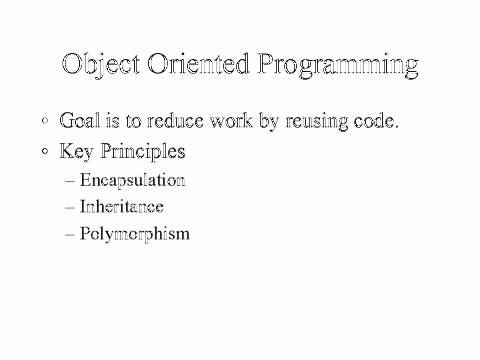 Object Oriented Programming
◦ Goal is to reduce work by reusing code.
◦ Key Principles
– Encapsulation
– Inheritance
– Polymorphism